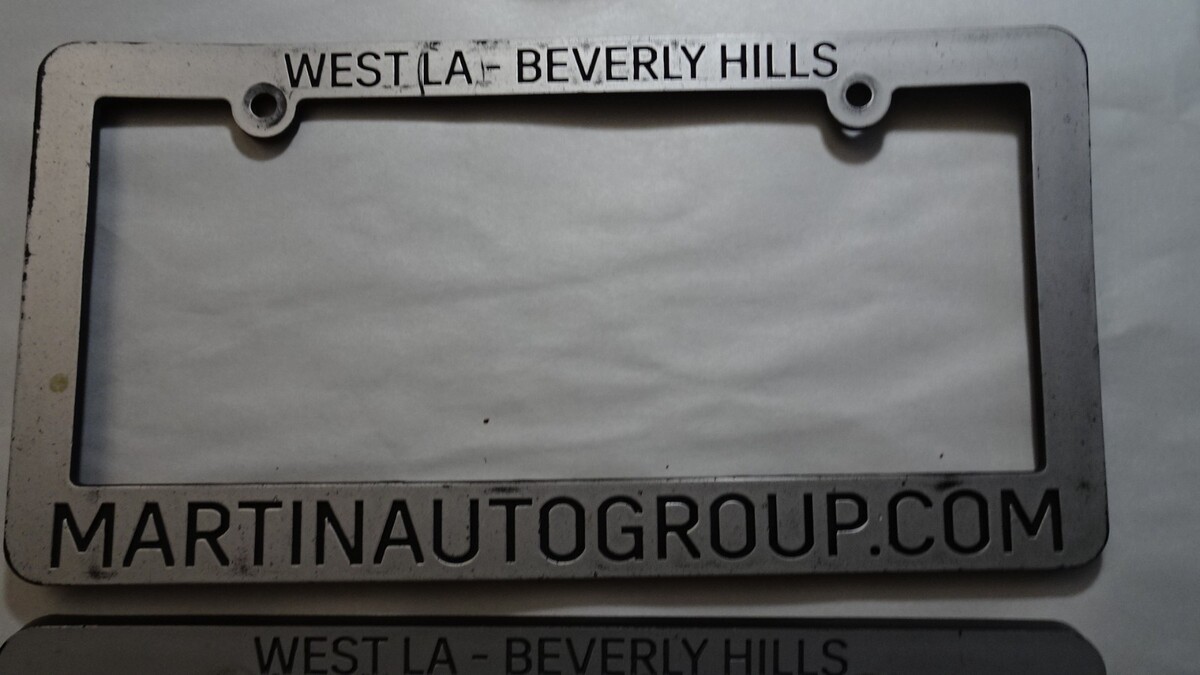 WEST LA - BEVERLY HILLS
MARTINAUTOGROUP.COM
WEST LA - BEVERLY HILLS